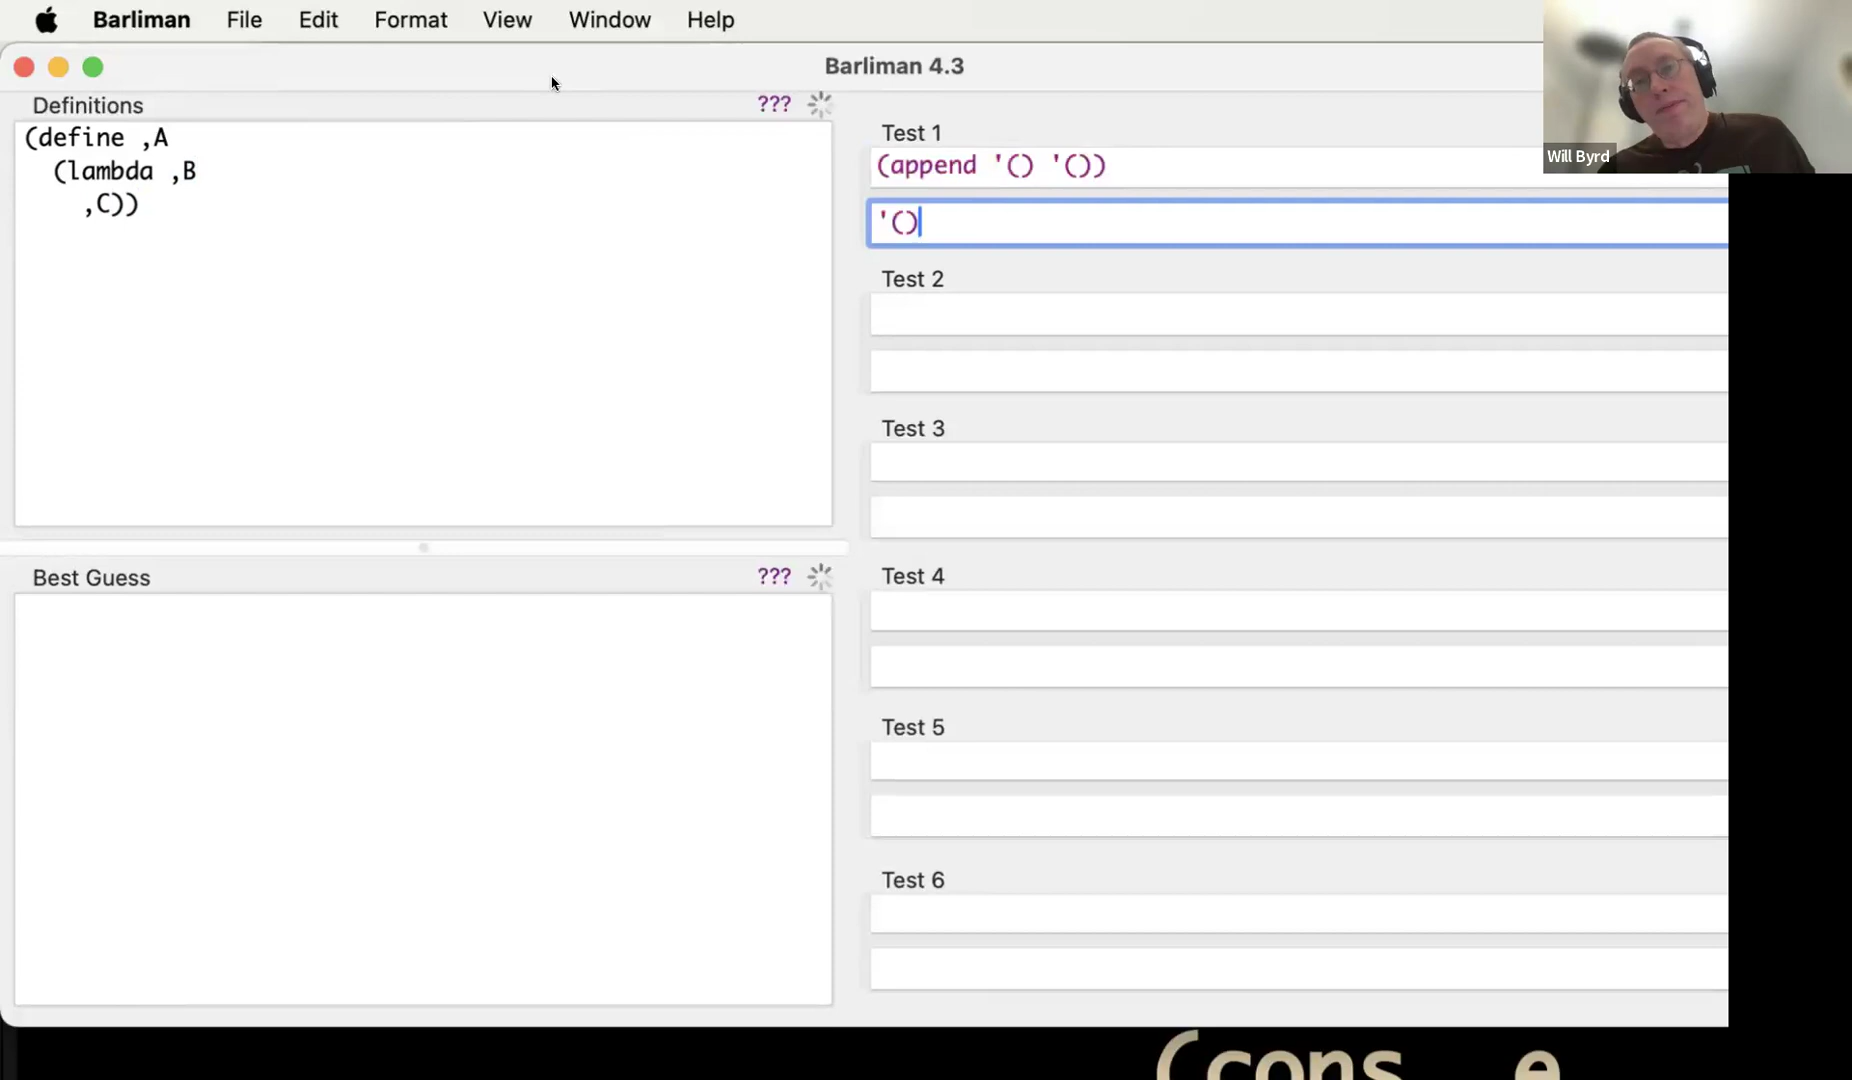 Barliman File Edit Format View Window Help
Barliman 4.3
Will Byrd
Definitions ???
(define ,A
(lambda ,B
,C))
Best Guess ???
Test 1
(append '() '())
'()
Test 2
Test 3
Test 4
Test 5
Test 6
(cons e